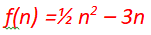 f(n) =½ n² – 3n